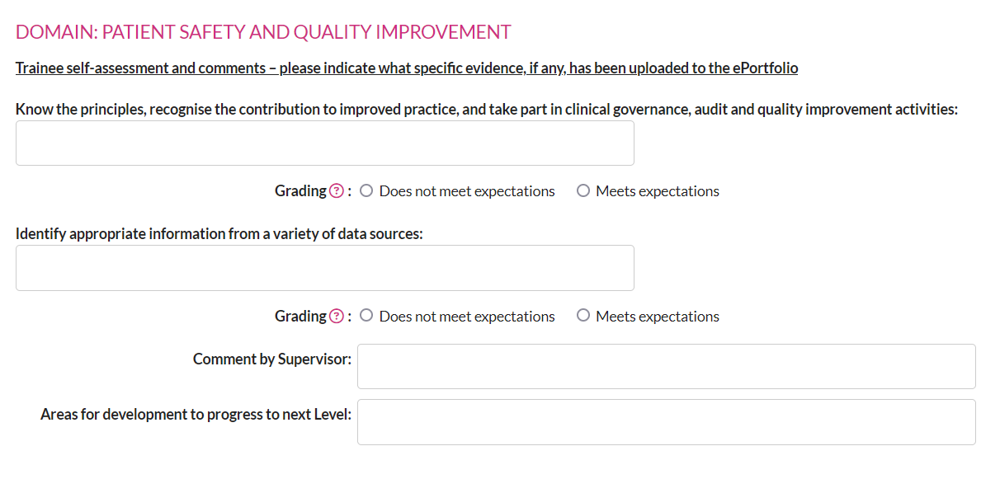 DOMAIN: PATIENT SAFETY AND QUALITY IMPROVEMENT
Trainee self-assessment and comments – please indicate what specific evidence, if any, has been uploaded to the ePortfolio
Know the principles, recognise the contribution to improved practice, and take part in clinical governance, audit and quality improvement activities:
Grading ? : Does not meet expectations Meets expectations
Identify appropriate information from a variety of data sources:
Grading ? : Does not meet expectations Meets expectations
Comment by Supervisor:
Areas for development to progress to next Level: